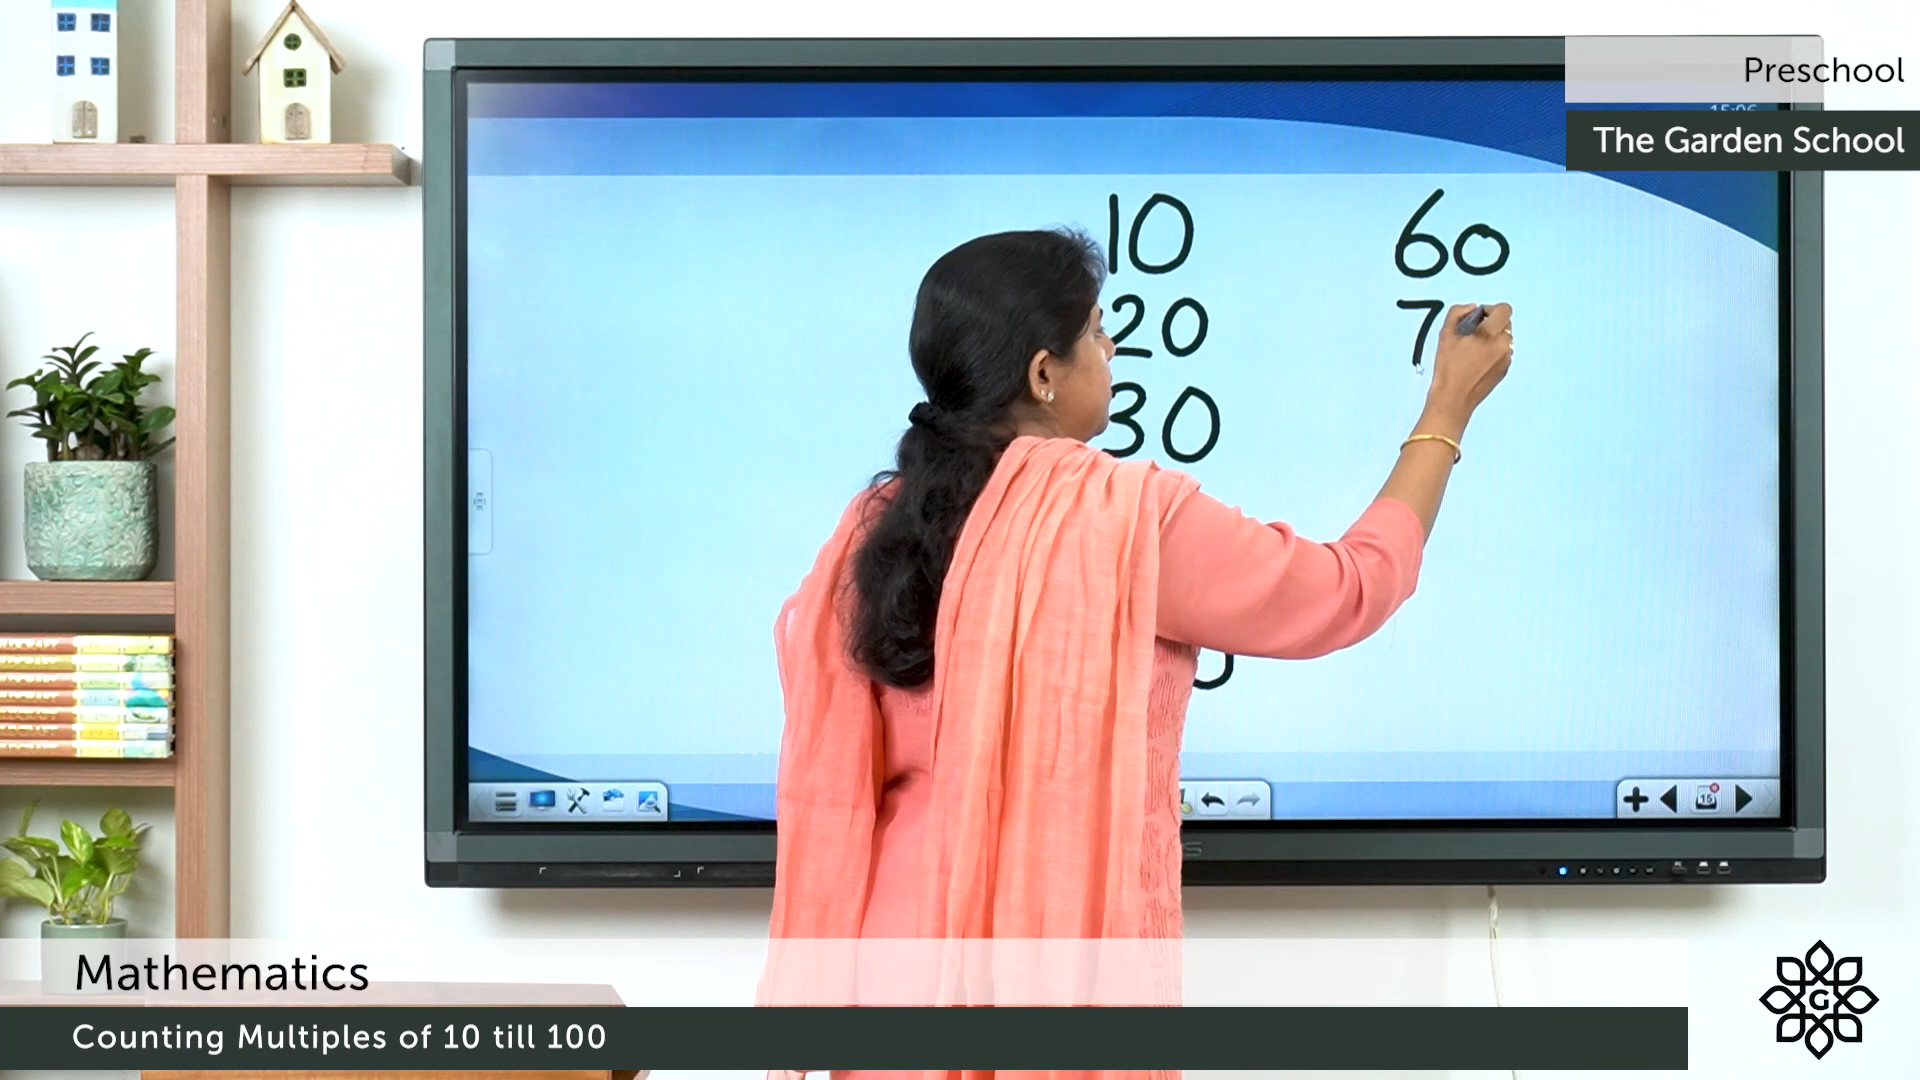 Preschool
The Garden School
10
20
30
60
7
Mathematics
Counting Multiples of 10 till 100
G